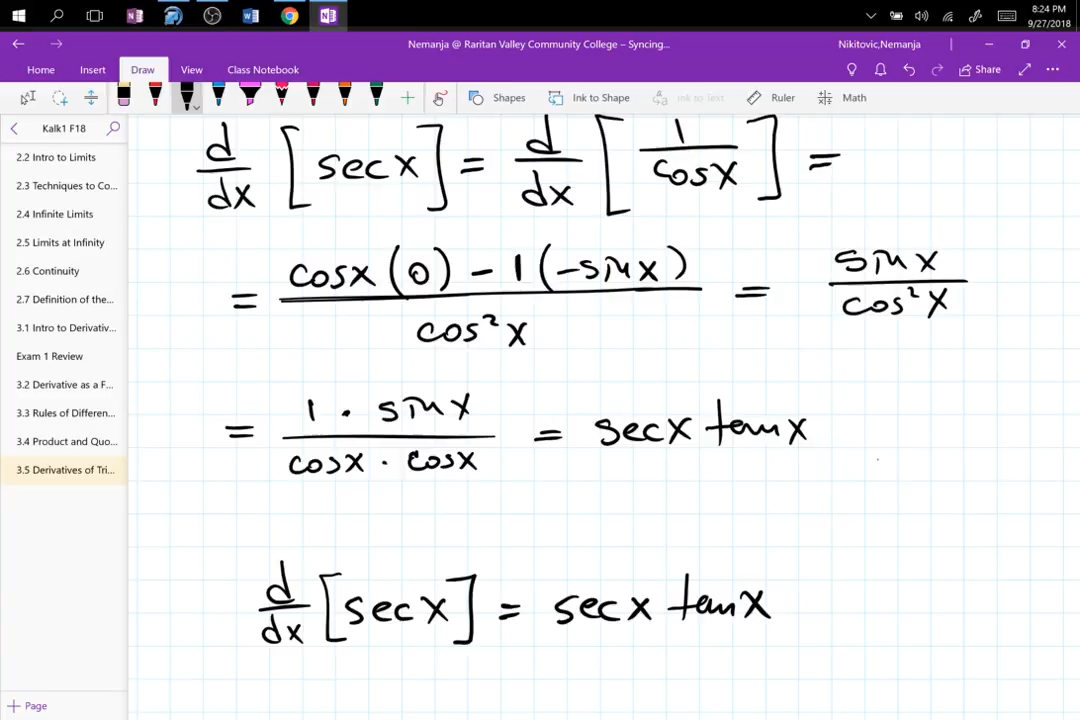 8:24 PM
9/27/2018
Nemanja @ Raritan Valley Community College – Syncing...
Nikitovic,Nemanja
Home Insert Draw View Class Notebook
Share
Shapes Ink to Shape Ink to Text Ruler Math
Kalk1 F18
2.2 Intro to Limits
2.3 Techniques to Co...
2.4 Infinite Limits
2.5 Limits at Infinity
2.6 Continuity
2.7 Definition of the...
3.1 Intro to Derivativ...
Exam 1 Review
3.2 Derivative as a F...
3.3 Rules of Differen...
3.4 Product and Quo...
3.5 Derivatives of Tri...
+ Page
d/dx [sec x] = d/dx [1/cos x] =
= cos x (0) - 1 (-sin x) / cos² x = sin x / cos² x
= 1 · sin x / cos x · cos x = sec x tan x
d/dx [sec x] = sec x tan x